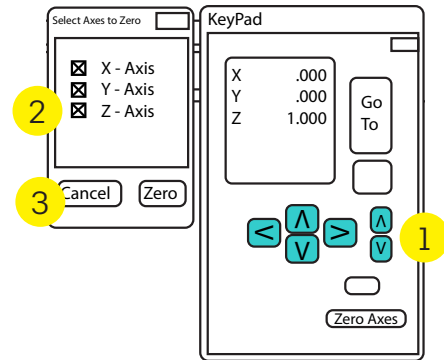 Select Axes to Zero
X - Axis
Y - Axis
Z - Axis
2
3
Cancel
Zero
KeyPad
X .000
Y .000
Z 1.000
Go
To
<
Λ
V
>
Λ
V
1
Zero Axes